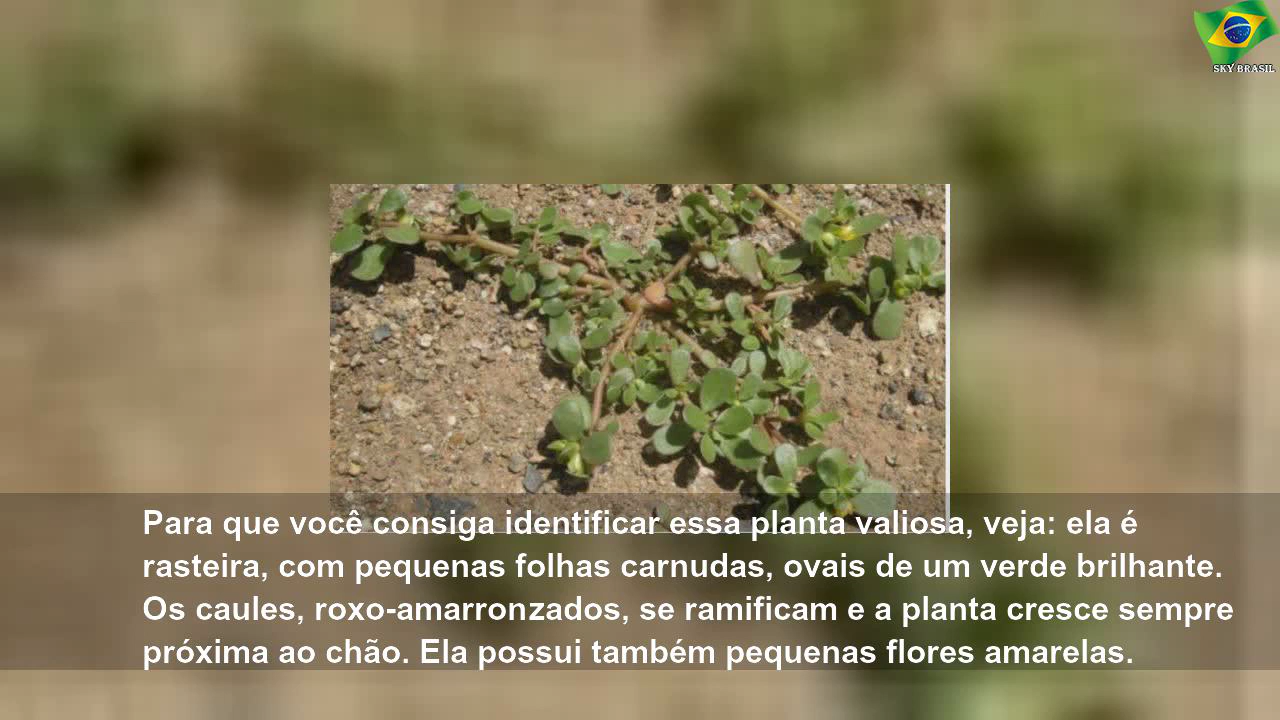 SKY BRASIL
Para que você consiga identificar essa planta valiosa, veja: ela é
rasteira, com pequenas folhas carnudas, ovais de um verde brilhante.
Os caules, roxo-amarronzados, se ramificam e a planta cresce sempre
próxima ao chão. Ela possui também pequenas flores amarelas.